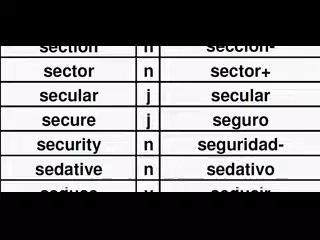 section n sección-
sector n sector+
secular j secular
secure j seguro
security n seguridad-
sedative n sedativo